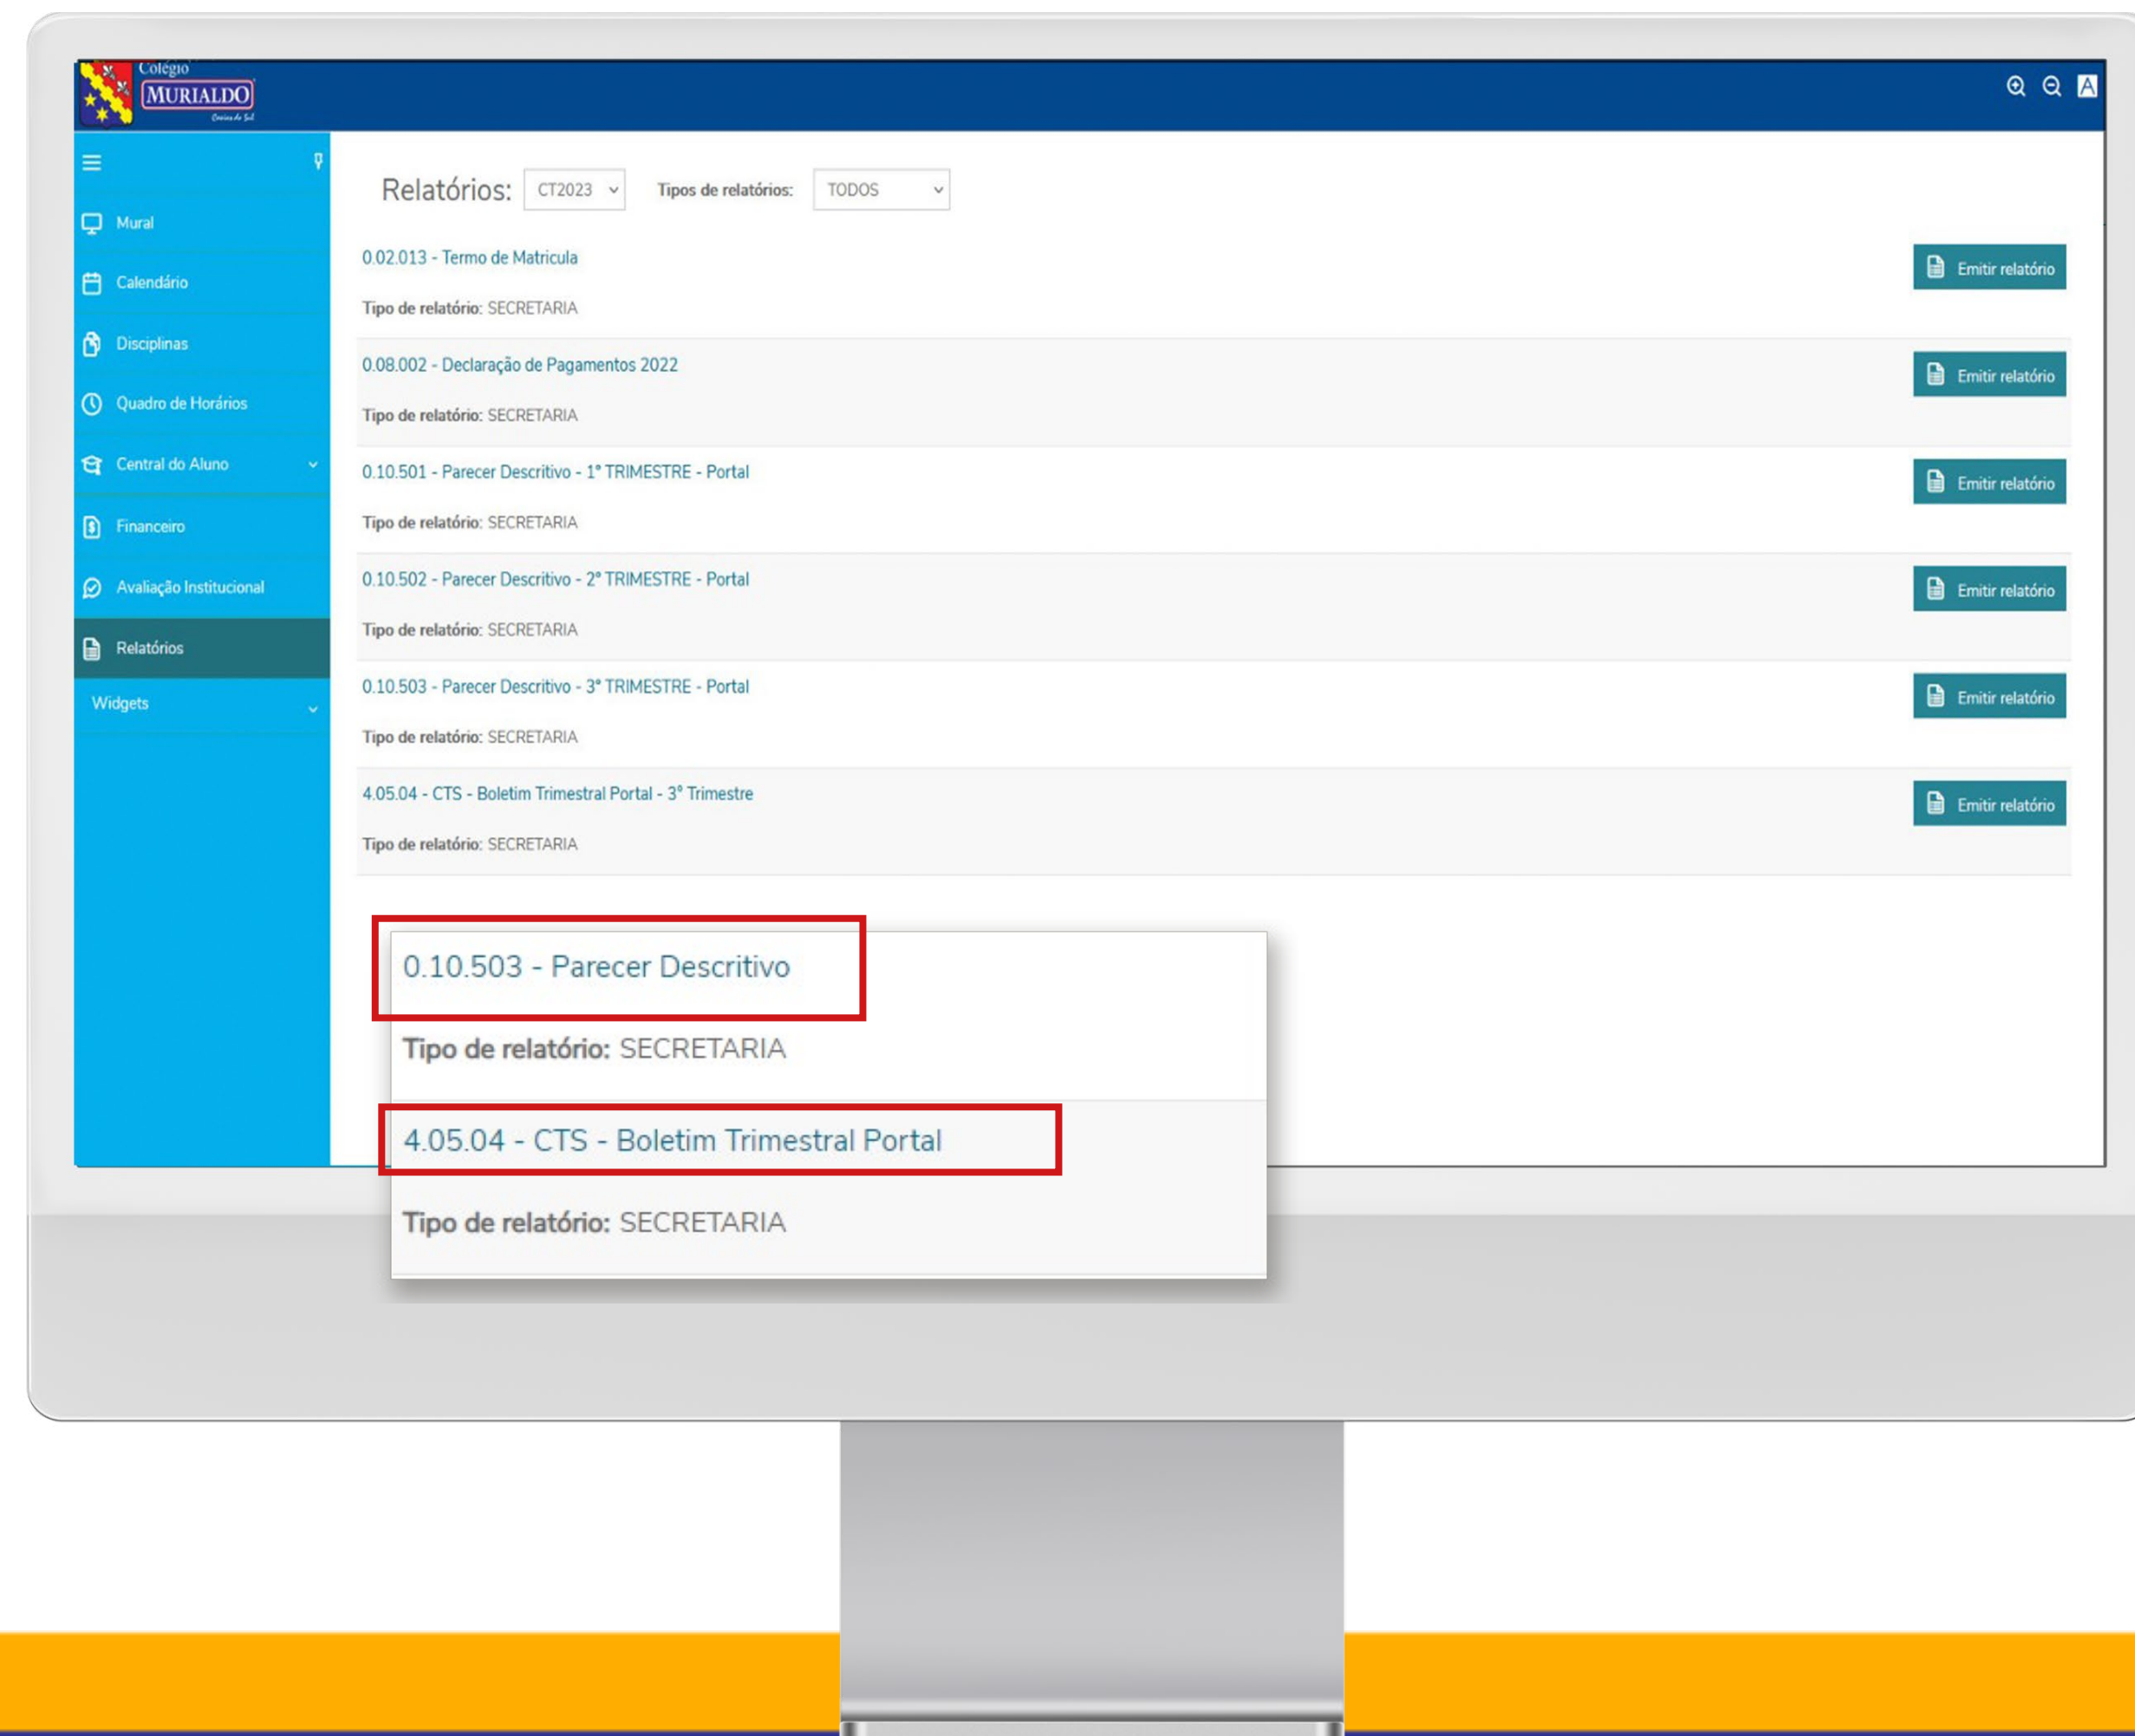 Colégio
MURIALDO
Caxias do Sul
A
Mural
Calendário
Disciplinas
Quadro de Horários
Central do Aluno
Financeiro
Avaliação Institucional
Relatórios
Widgets
Relatórios: CT2023 Tipos de relatórios: TODOS
0.02.013 - Termo de Matricula
Emitir relatório
Tipo de relatório: SECRETARIA
0.08.002 - Declaração de Pagamentos 2022
Emitir relatório
Tipo de relatório: SECRETARIA
0.10.501 - Parecer Descritivo - 1° TRIMESTRE - Portal
Emitir relatório
Tipo de relatório: SECRETARIA
0.10.502 - Parecer Descritivo - 2° TRIMESTRE - Portal
Emitir relatório
Tipo de relatório: SECRETARIA
0.10.503 - Parecer Descritivo - 3° TRIMESTRE - Portal
Emitir relatório
Tipo de relatório: SECRETARIA
4.05.04 - CTS - Boletim Trimestral Portal - 3° Trimestre
Emitir relatório
Tipo de relatório: SECRETARIA
0.10.503 - Parecer Descritivo
Tipo de relatório: SECRETARIA
4.05.04 - CTS - Boletim Trimestral Portal
Tipo de relatório: SECRETARIA